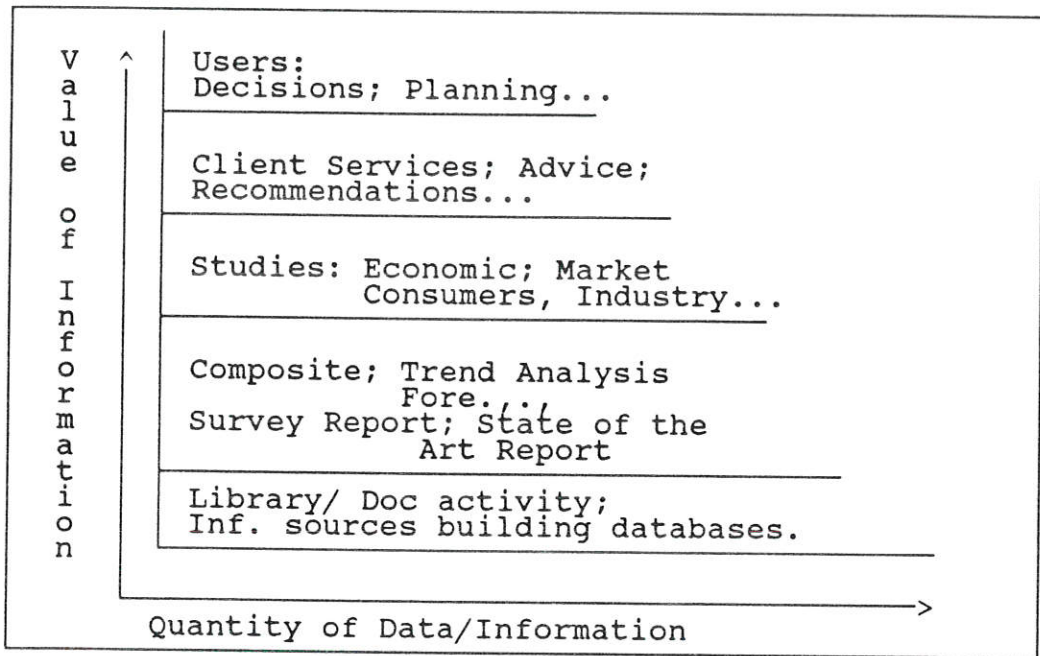 Value of Information
Users:
Decisions; Planning...
Client Services; Advice;
Recommendations...
Studies: Economic; Market
Consumers, Industry...
Composite; Trend Analysis
Fore.,.,
Survey Report; State of the
Art Report
Library/ Doc activity;
Inf. sources building databases.
Quantity of Data/Information